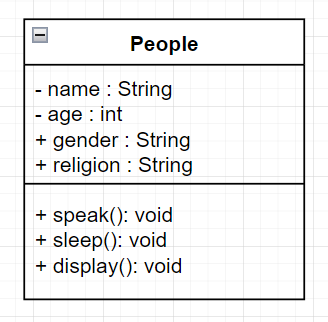 People
- name : String
- age : int
+ gender : String
+ religion : String
+ speak(): void
+ sleep(): void
+ display(): void